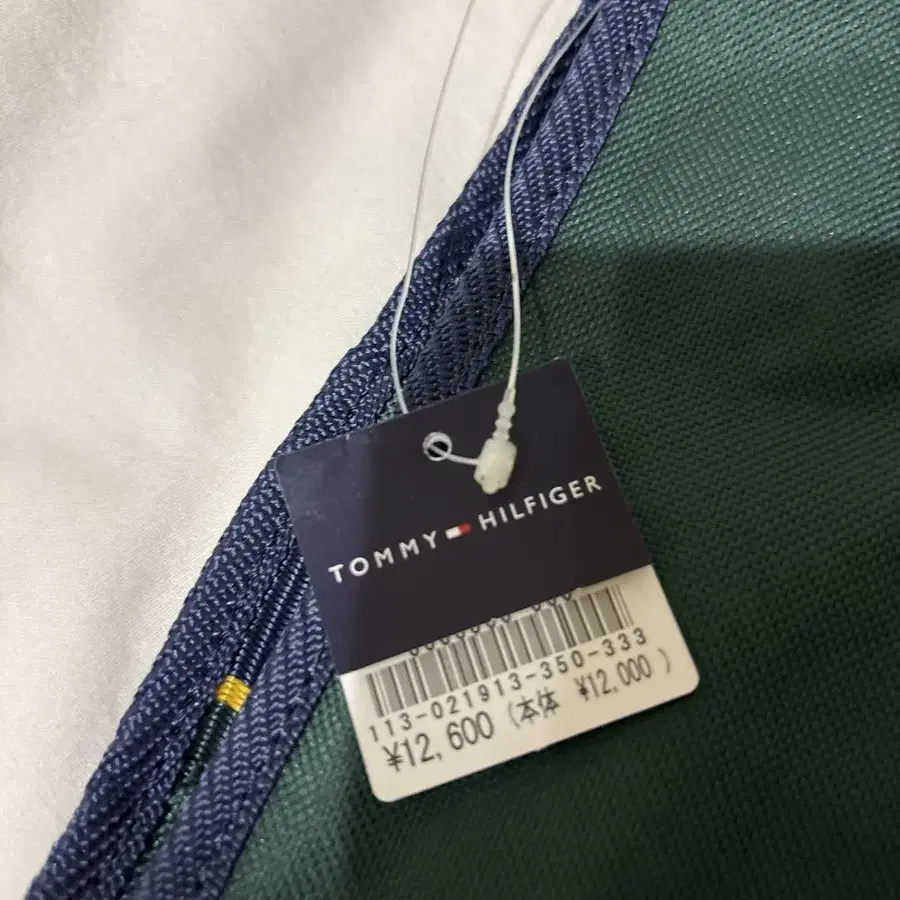 TOMMY HILFIGER
113-021913-350-333
¥12,600 (本体 ¥12,000 )